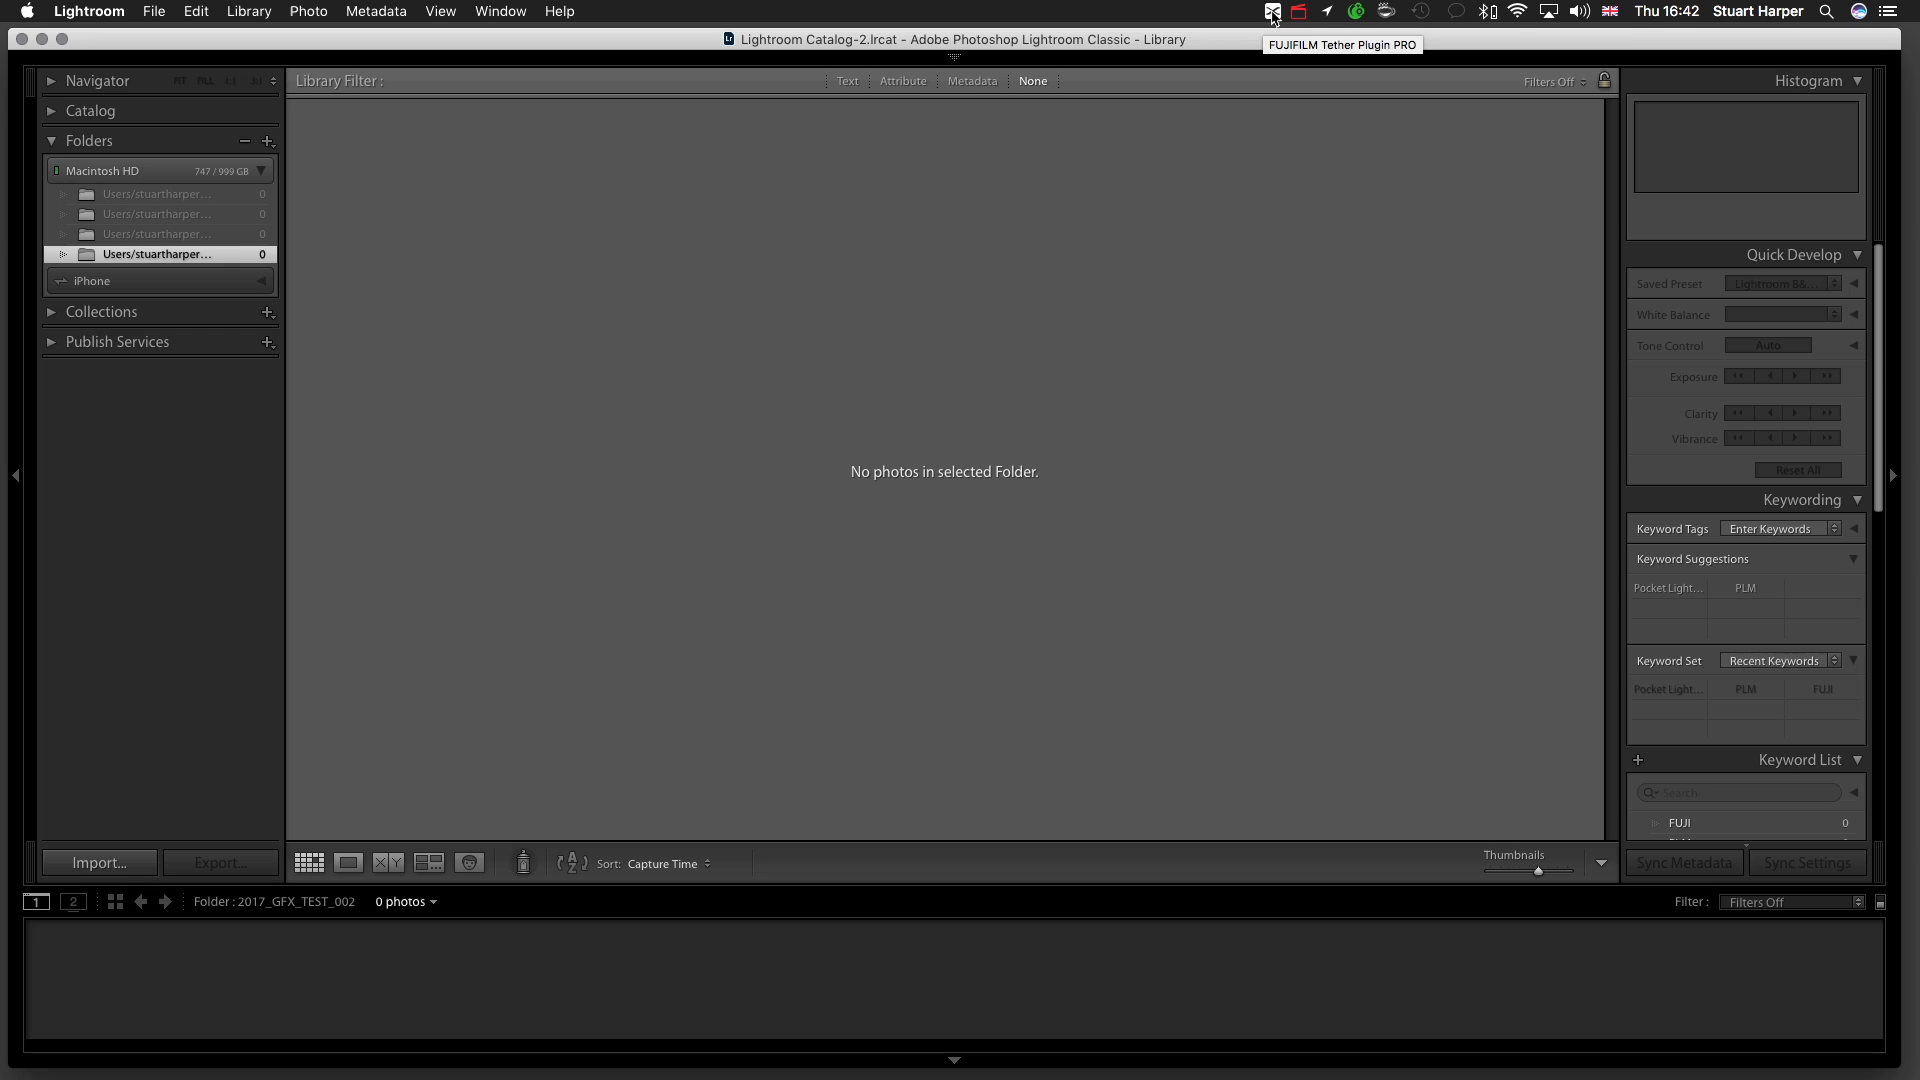 Lightroom File Edit Library Photo Metadata View Window Help Thu 16:42 Stuart Harper
Lightroom Catalog-2.lrcat - Adobe Photoshop Lightroom Classic - Library
FUJIFILM Tether Plugin PRO
Navigator FIT FILL 1:1
Library Filter : Text Attribute Metadata None Filters Off
Histogram
Catalog
Folders
Macintosh HD 747 / 999 GB
Users/stuartharper... 0
Users/stuartharper... 0
Users/stuartharper... 0
Users/stuartharper... 0
iPhone
Collections
Publish Services
No photos in selected Folder.
Quick Develop
Saved Preset Lightroom B&...
White Balance
Tone Control Auto
Exposure
Clarity
Vibrance
Reset All
Keywording
Keyword Tags Enter Keywords
Keyword Suggestions
Pocket Light... PLM
Keyword Set Recent Keywords
Pocket Light... PLM FUJI
Keyword List
Search
FUJI 0
Import... Export...
XY Sort: Capture Time Thumbnails
Sync Metadata Sync Settings
1 2 Folder : 2017_GFX_TEST_002 0 photos Filter : Filters Off